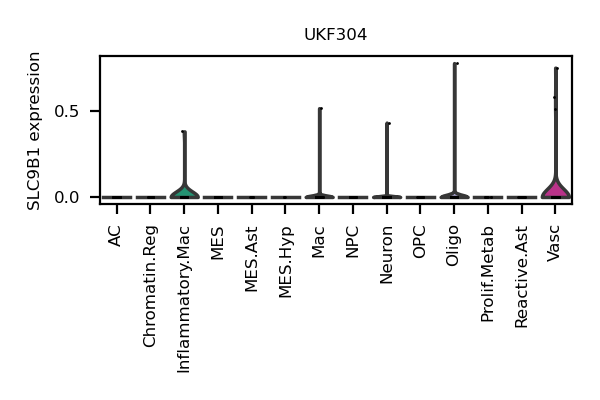 UKF304
SLC9B1 expression
0.5
0.0
AC
Chromatin.Reg
Inflammatory.Mac
MES
MES.Ast
MES.Hyp
Mac
NPC
Neuron
OPC
Oligo
Prolif.Metab
Reactive.Ast
Vasc